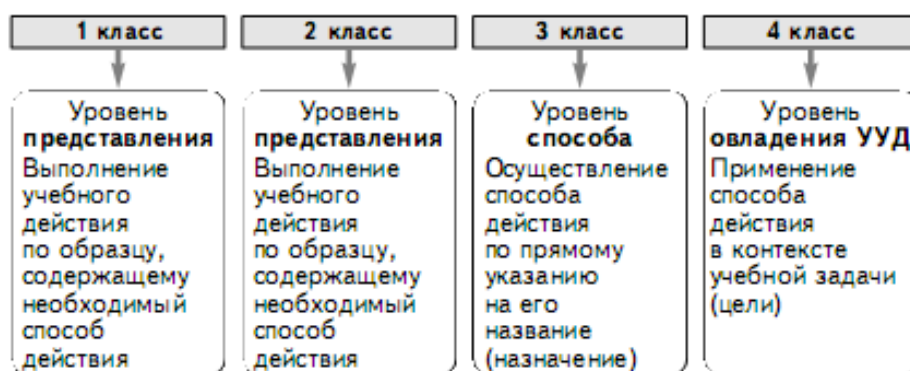 1 класс
Уровень
представления
Выполнение
учебного
действия
по образцу,
содержащему
необходимый
способ
действия
2 класс
Уровень
представления
Выполнение
учебного
действия
по образцу,
содержащему
необходимый
способ
действия
3 класс
Уровень
способа
Осуществление
способа
действия
по прямому
указанию
на его
название
(назначение)
4 класс
Уровень
овладения УУД
Применение
способа
действия
в контексте
учебной задачи
(цели)